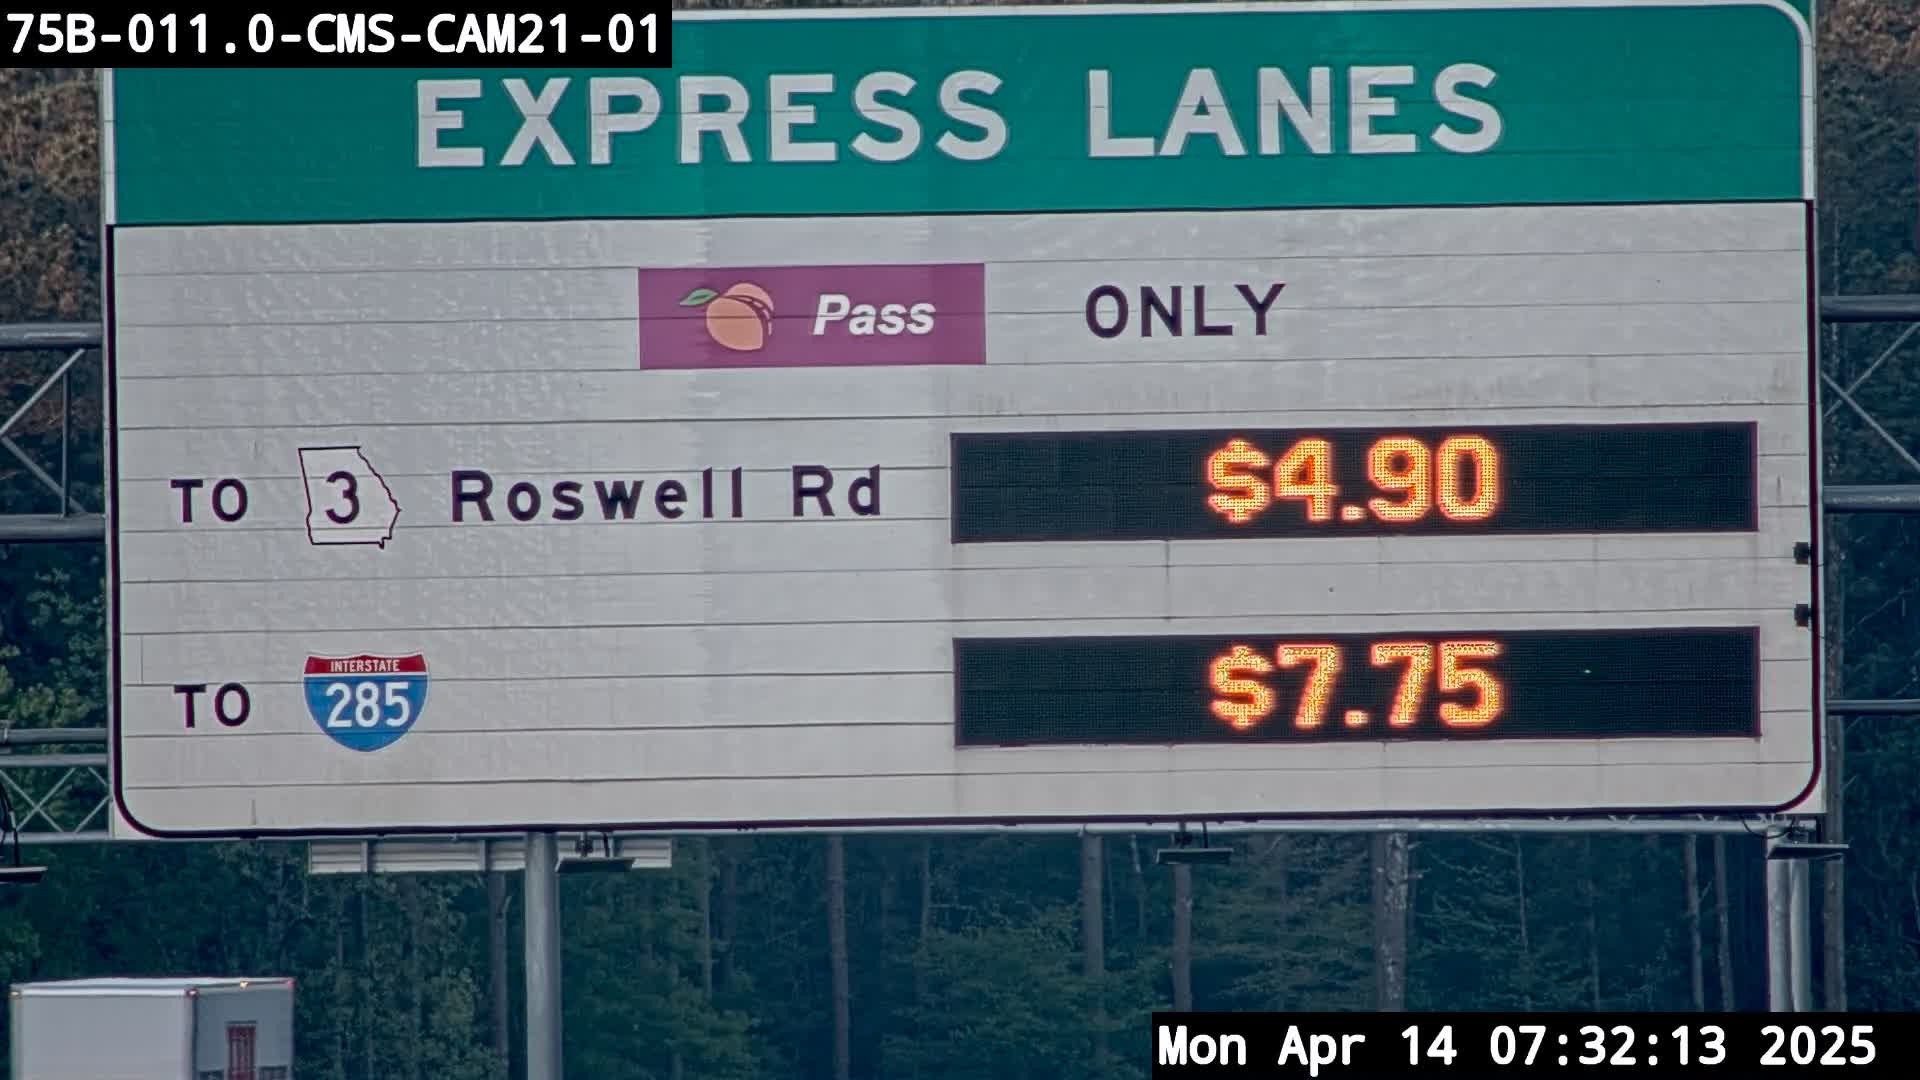 75B-011.0-CMS-CAM21-01
EXPRESS LANES
Pass ONLY
TO 3 Roswell Rd $4.90
TO INTERSTATE 285 $7.75
Mon Apr 14 07:32:13 2025